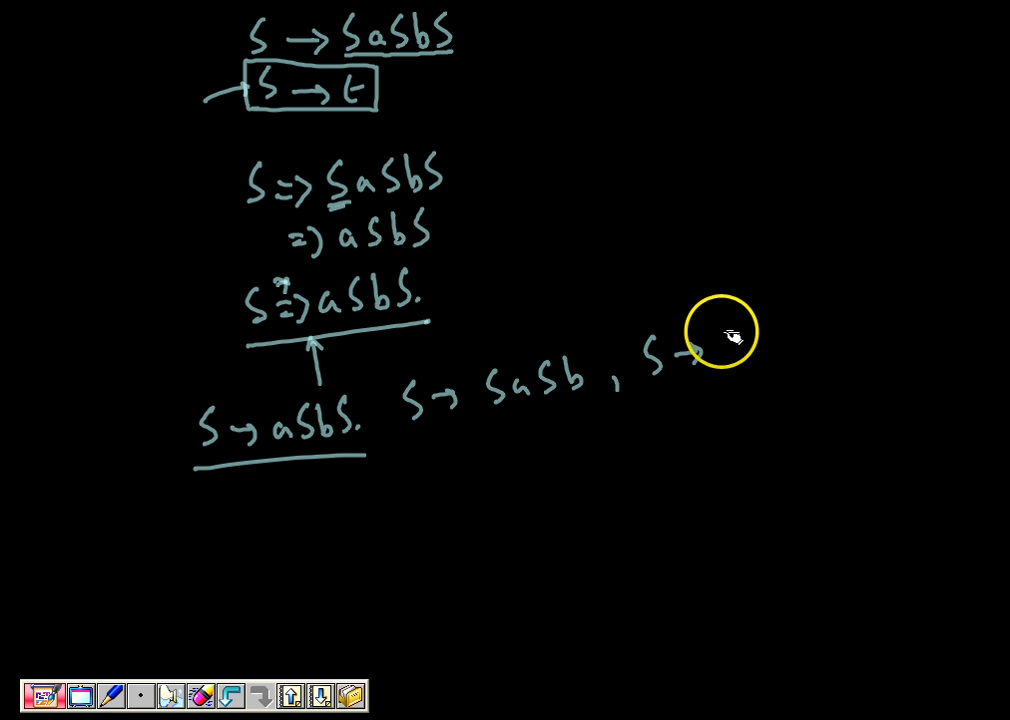 S → SaSbS
S → ε
S ⇒ SaSbS
⇒ aSbS
S *⇒ aSbS.
S → aSbS. S → SaSb, S →